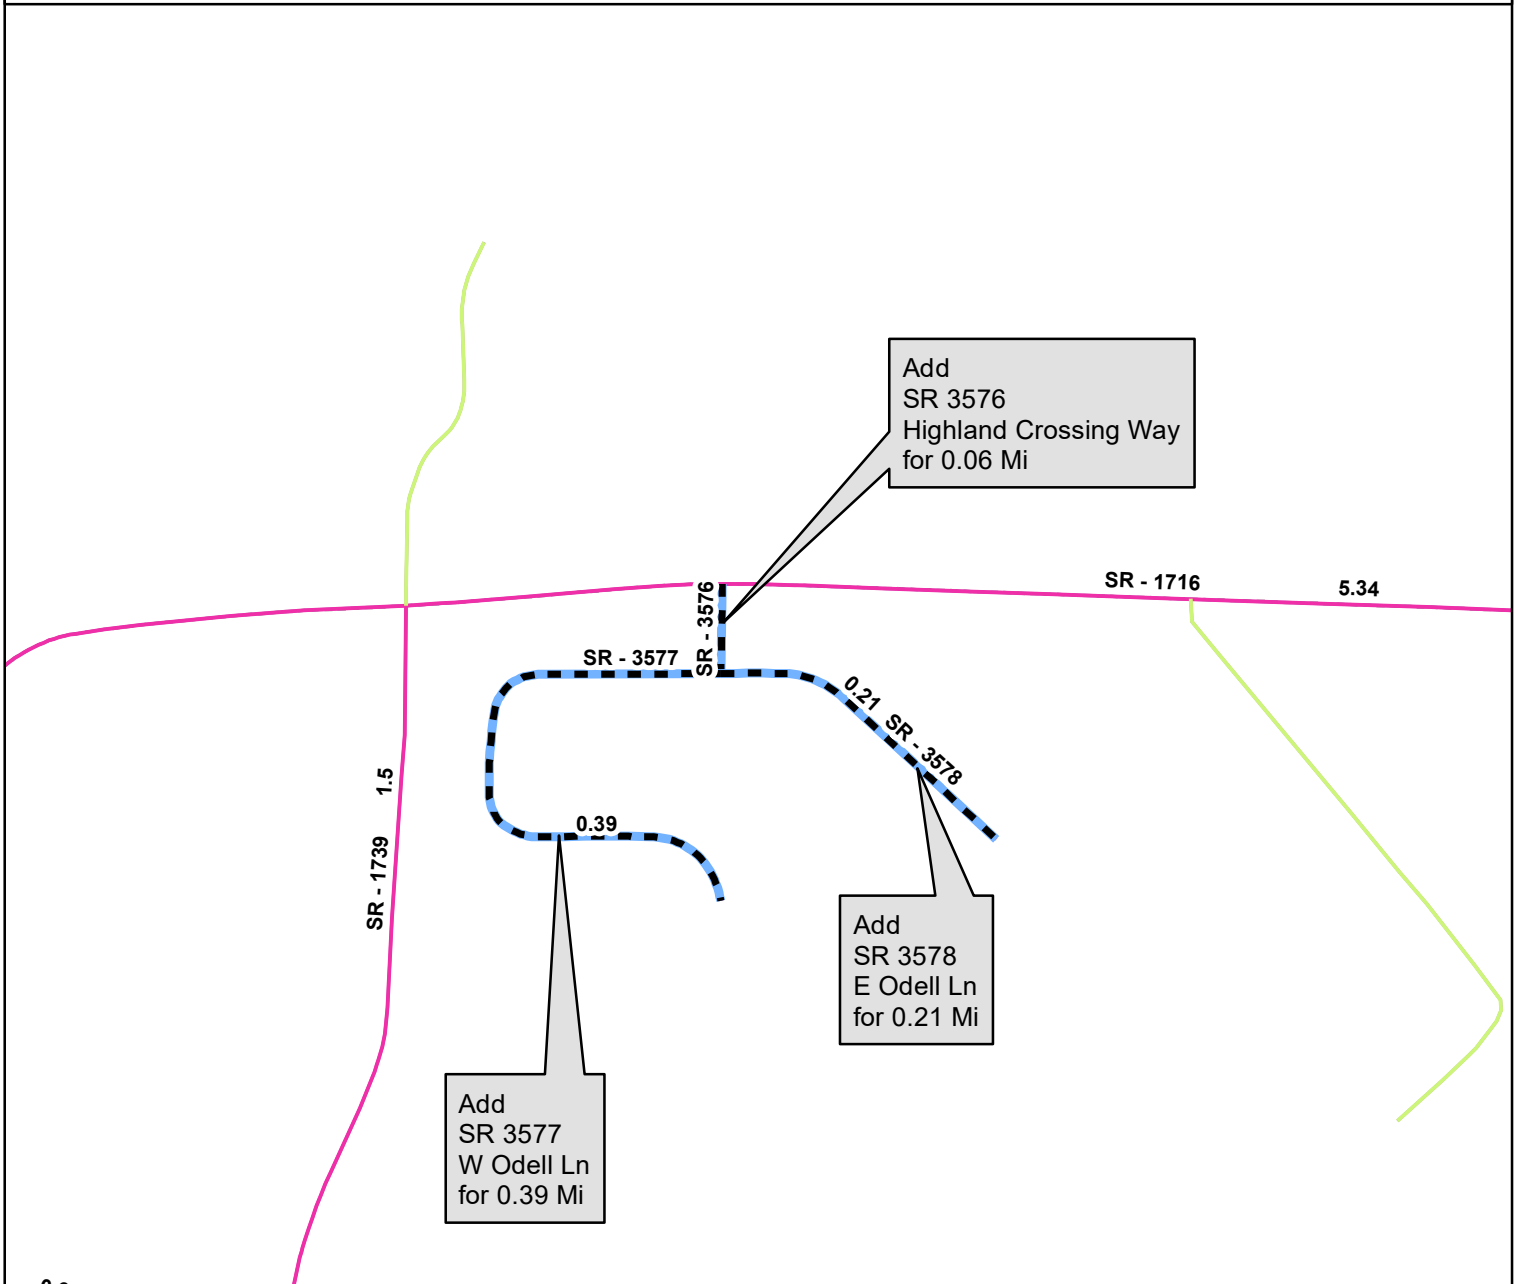 Add
SR 3576
Highland Crossing Way
for 0.06 Mi
SR - 1716
5.34
SR - 3576
SR - 3577
0.21
SR - 3578
1.5
SR - 1739
0.39
Add
SR 3578
E Odell Ln
for 0.21 Mi
Add
SR 3577
W Odell Ln
for 0.39 Mi